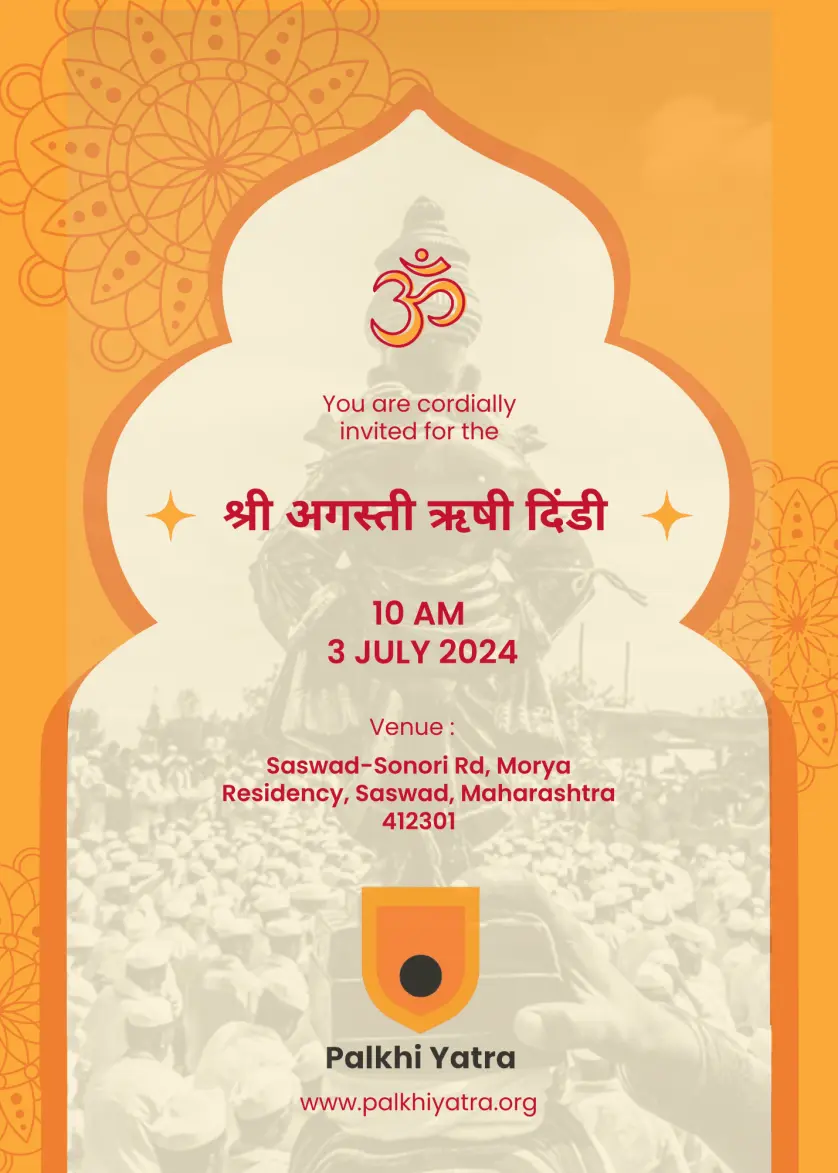 ॐ
You are cordially
invited for the
श्री अगस्ती ऋषी दिंडी
10 AM
3 JULY 2024
Venue :
Saswad-Sonori Rd, Morya
Residency, Saswad, Maharashtra
412301
Palkhi Yatra
www.palkhiyatra.org